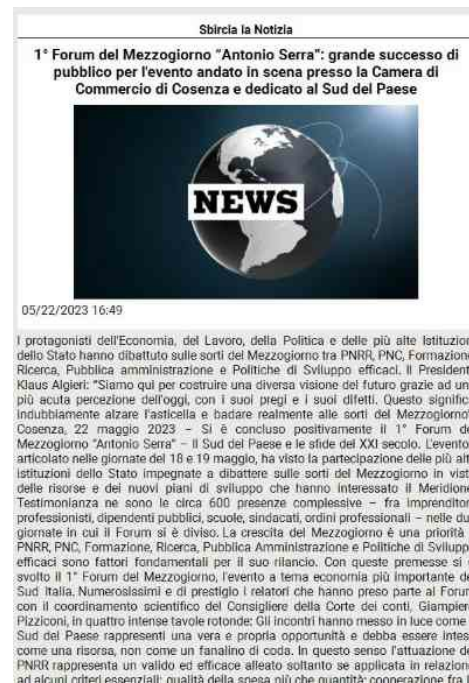 Sbircia la Notizia
1° Forum del Mezzogiorno "Antonio Serra": grande successo di
pubblico per l'evento andato in scena presso la Camera di
Commercio di Cosenza e dedicato al Sud del Paese
NEWS
05/22/2023 16:49
I protagonisti dell'Economia, del Lavoro, della Politica e delle più alte Istituzion
dello Stato hanno dibattuto sulle sorti del Mezzogiorno tra PNRR, PNC, Formazione
Ricerca, Pubblica amministrazione e Politiche di Sviluppo efficaci. Il President
Klaus Algieri: "Siamo qui per costruire una diversa visione del futuro grazie ad un
più acuta percezione dell'oggi, con i suoi pregi e i suoi difetti. Questo signific
indubbiamente alzare l'asticella e badare realmente alle sorti del Mezzogiorno"
Cosenza, 22 maggio 2023 – Si è concluso positivamente il 1° Forum de
Mezzogiorno "Antonio Serra" – Il Sud del Paese e le sfide del XXI secolo. L'evento
articolato nelle giornate del 18 e 19 maggio, ha visto la partecipazione delle più alt
istituzioni dello Stato impegnate a dibattere sulle sorti del Mezzogiorno in vist
delle risorse e dei nuovi piani di sviluppo che hanno interessato il Meridione
Testimonianza ne sono le circa 600 presenze complessive – fra imprenditor
professionisti, dipendenti pubblici, scuole, sindacati, ordini professionali – nelle du
giornate in cui il Forum si è diviso. La crescita del Mezzogiorno è una priorità
PNRR, PNC, Formazione, Ricerca, Pubblica Amministrazione e Politiche di Svilupp
efficaci sono fattori fondamentali per il suo rilancio. Con queste premesse si
svolto il 1° Forum del Mezzogiorno, l'evento a tema economia più importante de
Sud Italia. Numerosissimi e di prestigio i relatori che hanno preso parte al Forum
con il coordinamento scientifico del Consigliere della Corte dei conti, Giampier
Pizziconi, in quattro intense tavole rotonde: Gli incontri hanno messo in luce come
Sud del Paese rappresenti una vera e propria opportunità e debba essere intes
come una risorsa, non come un fanalino di coda. In questo senso l'attuazione de
PNRR rappresenta un valido ed efficace alleato soltanto se applicata in relazion
ad alcuni criteri essenziali: qualità della spesa più che quantità; cooperazione fra l